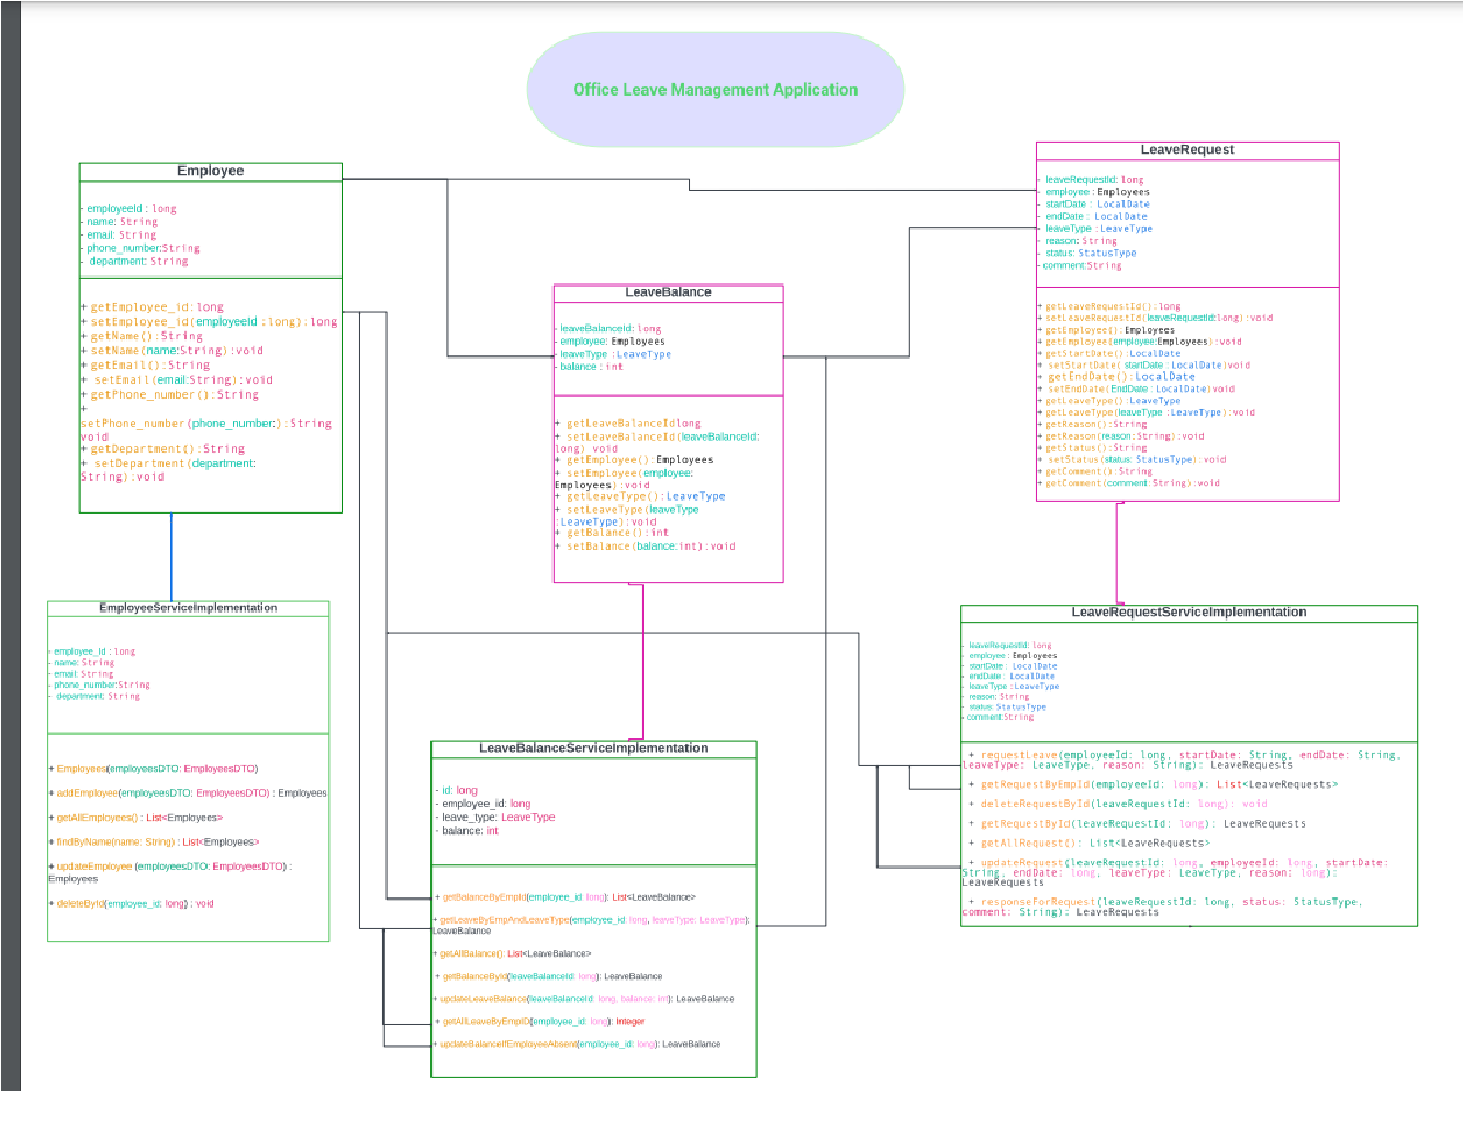 Office Leave Management Application
Employee
- employeeId : long
- name: String
- email: String
- phone_number:String
- department: String
+ getEmployee_id: long
+ setEmployee_id(employeeId :long):long
+ getName():String
+ setName(name:String):void
+ getEmail():String
+ setEmail(email:String):void
+ getPhone_number():String
+
setPhone_number(phone_number:):String
void
+ getDepartment():String
+ setDepartment(department:
String):void
LeaveBalance
- leaveBalanceId: long
- employee: Employees
- leaveType : LeaveType
- balance : int
+ getLeaveBalanceIdlong
+ setLeaveBalanceId(leaveBalanceId:
long) void
+ getEmployee():Employees
+ setEmployee(employee:
Employees):void
+ getLeaveType():LeaveType
+ setLeaveType(leaveType
:LeaveType):void
+ getBalance():int
+ setBalance(balance:int):void
LeaveRequest
- leaveRequestId: long
- employee: Employees
- startDate : LocalDate
- endDate : LocalDate
- leaveType : LeaveType
- reason: String
- status: StatusType
- comment:String
+ getLeaveRequestId():long
+ setLeaveRequestId(leaveRequestId:long):void
+ getEmployee():Employees
+ getEmployee(employee:Employees):void
+ getStartDate():LocalDate
+ setStartDate( startDate : LocalDate)void
+ getEndDate():LocalDate
+ setEndDate( EndDate : LocalDate)void
+ getLeaveType():LeaveType
+ getLeaveType(leaveType :LeaveType):void
+ getReason():String
+ getReason(reason:String):void
+ getStatus():String
+ setStatus(status: StatusType):void
+ getComment():String
+ getComment(comment:String):void
EmployeeServiceImplementation
- employee_Id : long
- name: String
- email: String
- phone_number:String
- department: String
+ Employees(employeesDTO: EmployeesDTO)
+ addEmployee(employeesDTO: EmployeesDTO) : Employees
+ getAllEmployees() : List<Employees>
+ findByName(name: String) : List<Employees>
+ updateEmployee (employeesDTO: EmployeesDTO) :
Employees
+ deleteById(employee_id: long) : void
LeaveBalanceServiceImplementation
- id: long
- employee_id: long
- leave_type: LeaveType
- balance: int
+ getBalanceByEmpId(employee_id: long): List<LeaveBalance>
+ getLeaveByEmpAndLeaveType(employee_id: long, leaveType: LeaveType):
LeaveBalance
+ getAllBalance(): List<LeaveBalance>
+ getBalanceById(leaveBalanceId: long): LeaveBalance
+ updateLeaveBalance(leaveBalanceId: long, balance: int): LeaveBalance
+ getAllLeaveByEmpID(employee_id: long): Integer
+ updateBalanceIfEmployeeAbsent(employee_id: long): LeaveBallance
LeaveRequestServiceImplementation
- leaveRequestId: long
- employee : Employees
- startDate : LocalDate
- endDate : LocalDate
- leaveType : LeaveType
- reason: String
- status: StatusType
- comment:String
+ requestLeave(employeeId: long, startDate: String, endDate: String,
leaveType: LeaveType, reason: String): LeaveRequests
+ getRequestByEmpId(employeeId: long): List<LeaveRequests>
+ deleteRequestById(leaveRequestId: long): void
+ getRequestById(leaveRequestId: long): LeaveRequests
+ getAllRequest(): List<LeaveRequests>
+ updateRequest(leaveRequestId: long, employeeId: long, startDate:
String, endDate: long, leaveType: LeaveType, reason: long):
LeaveRequests
+ responseForRequest(leaveRequestId: long, status: StatusType,
comment: String): LeaveRequests